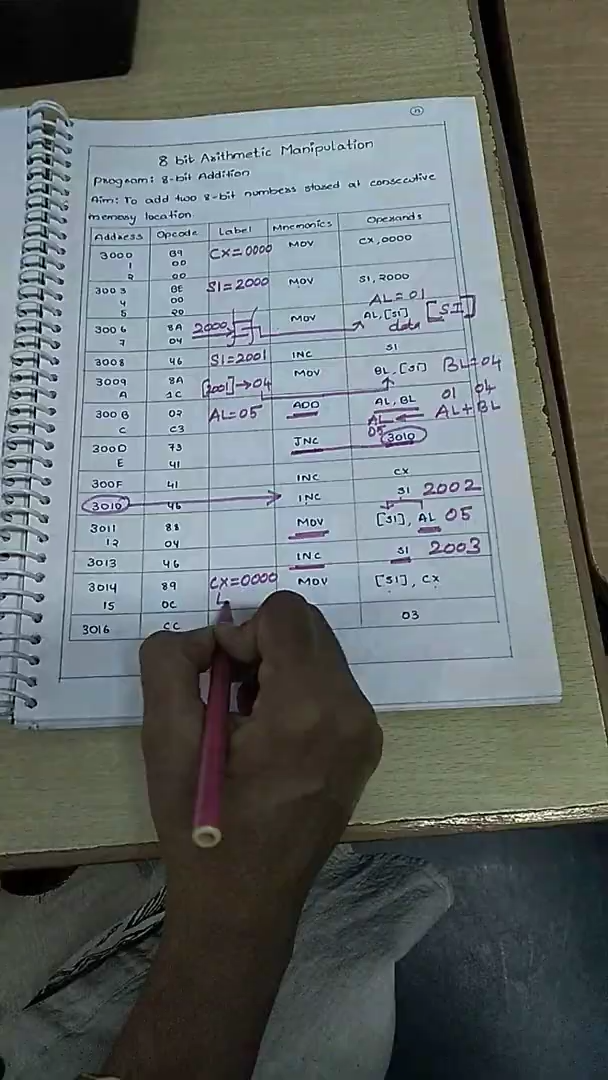 11
8 bit Arithmetic Manipulation
Program: 8-bit Addition
Aim: To add two 8-bit numbers stored at consecutive
memory location
Address Opcode Label Mnemonics Operands
3000 B9 CX=0000 MOV CX,0000
1 00
2 00
3003 BE SI=2000 MOV SI,2000
4 00
5 20 AL=01
3006 8A 2000 MOV AL,[SI] [SI]
7 04 data
3008 46 SI=2001 INC SI
3009 8A [2001]→04 MOV BL,[SI] BL=04
A 1C 01 04
300B 02 AL=05 ADD AL,BL AL+BL
C C3 AL
05
300D 73 JNC 3010
E 41
300F 41 INC CX
3010 46 INC SI 2002
3011 88 MOV [SI], AL 05
12 04
3013 46 INC SI 2003
3014 89 CX=0000 MOV [SI], CX
15 0C
3016 CC 03